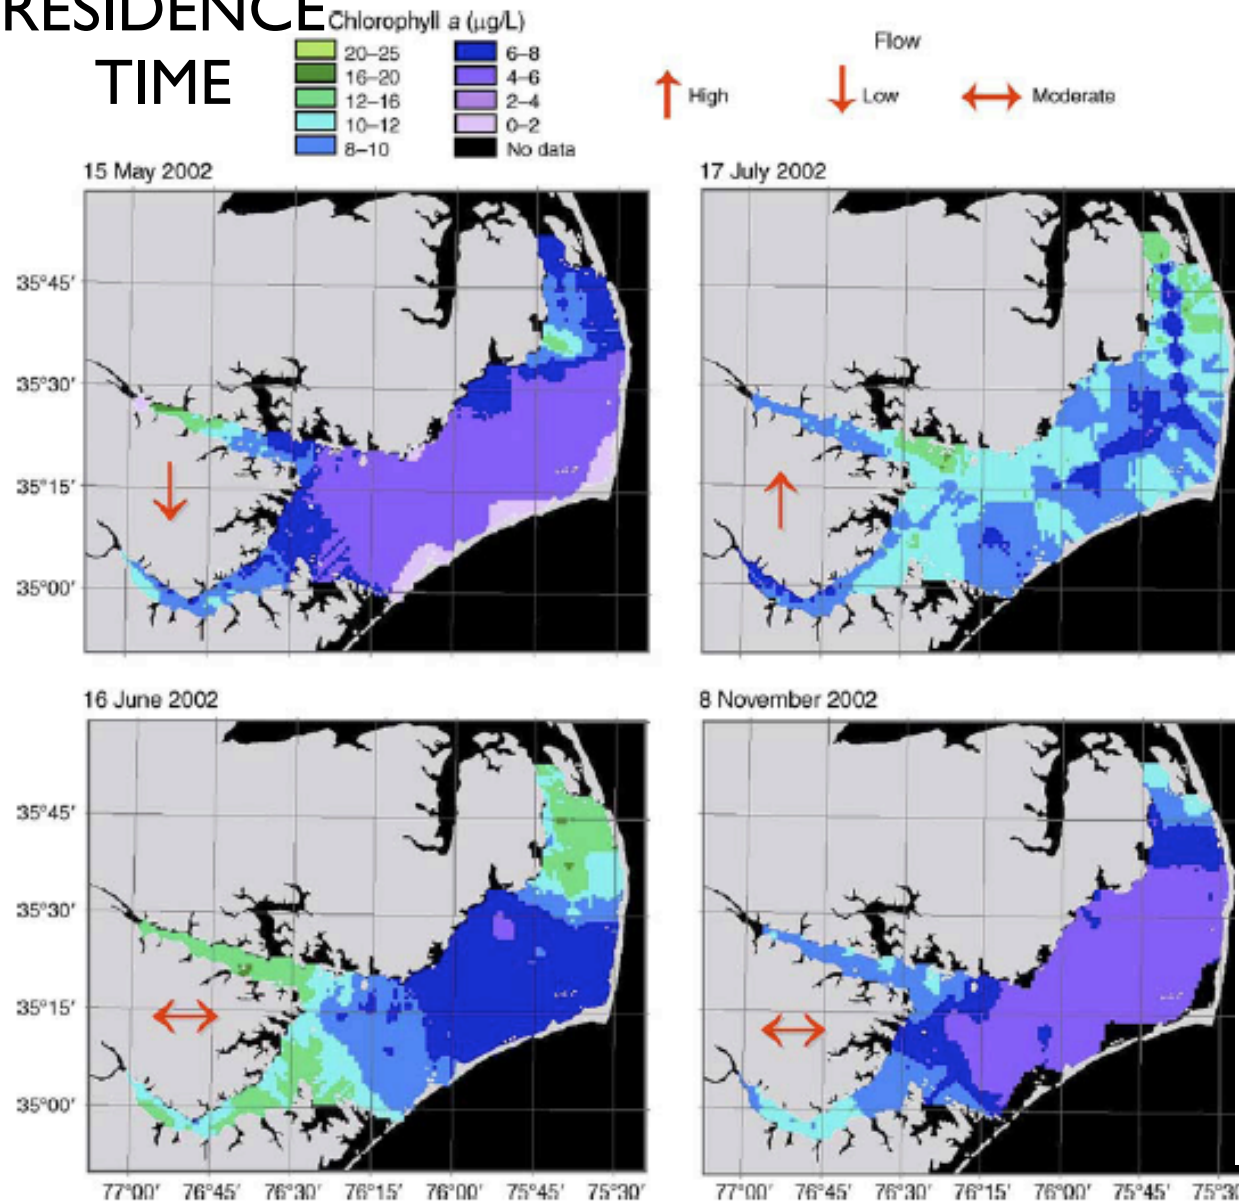 RESIDENCE
TIME
Chlorophyll a (µg/L)
20–25
16–20
12–16
10–12
8–10
6–8
4–6
2–4
0–2
No data
Flow
High
Low
Moderate
15 May 2002
17 July 2002
35°45′
35°30′
35°15′
35°00′
16 June 2002
8 November 2002
35°45′
35°30′
35°15′
35°00′
77°00′ 76°45′ 76°30′ 76°15′ 76°00′ 75°45′ 75°30′
77°00′ 76°45′ 76°30′ 76°15′ 76°00′ 75°45′